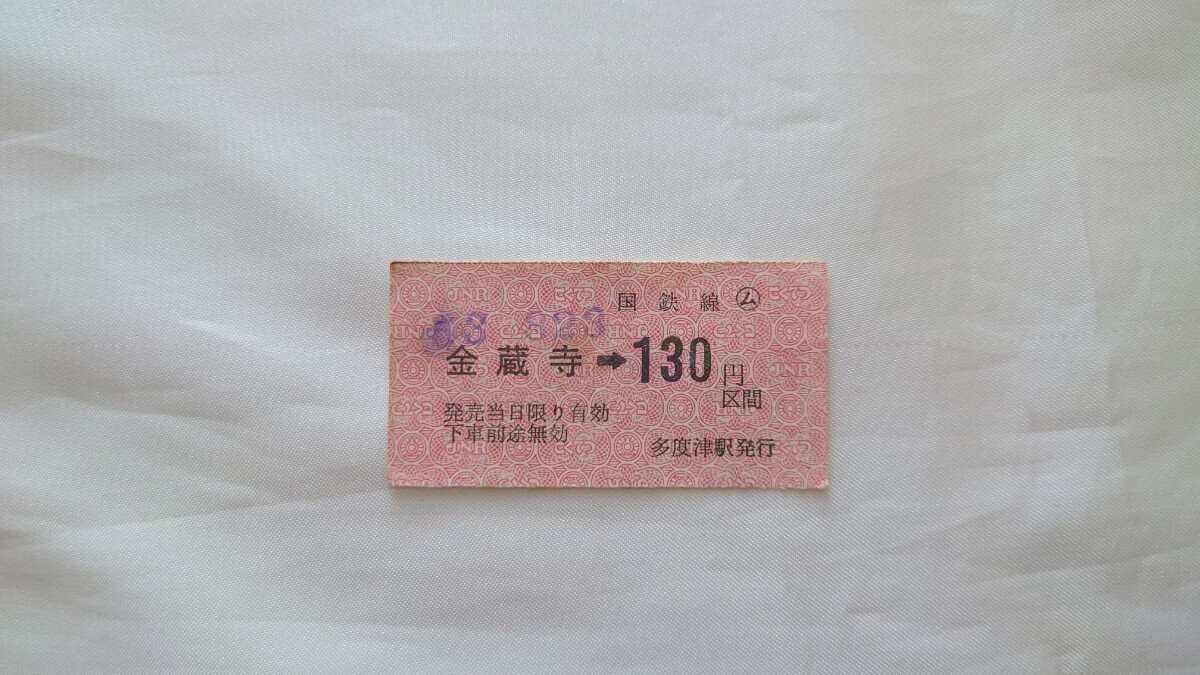 国鉄線 ㋰
金蔵寺➡130円
区間
発売当日限り有効
下車前途無効
多度津駅発行